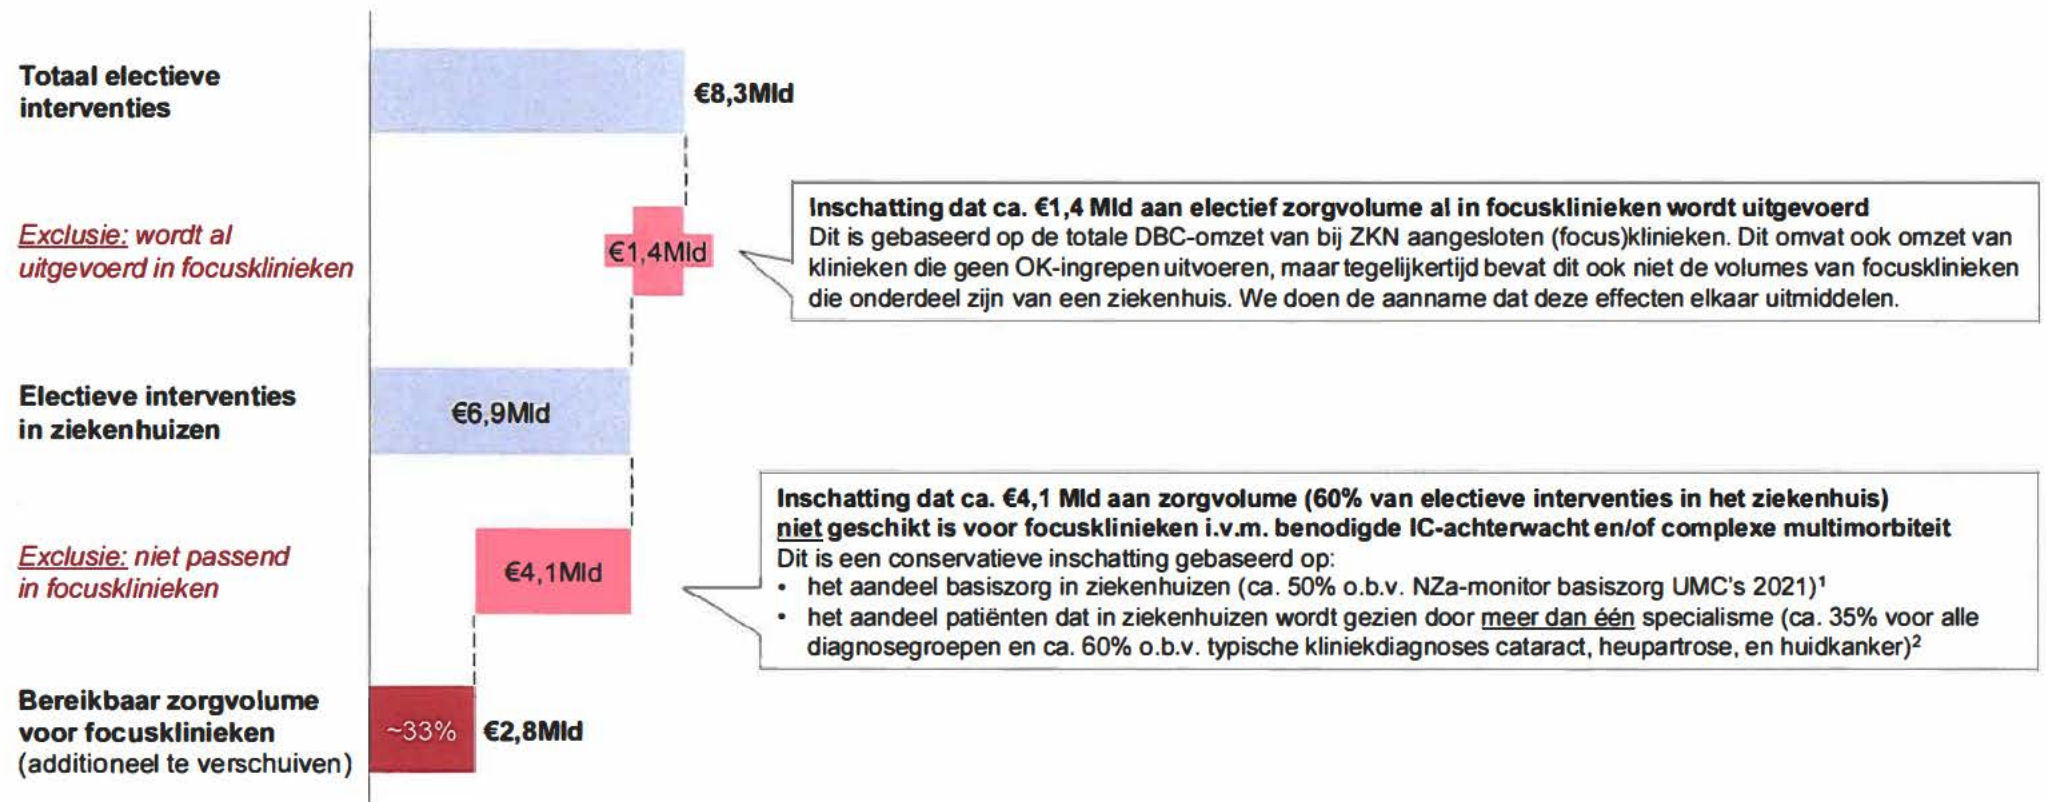 Totaal electieve
interventies
€8,3Mld
Exclusie: wordt al
uitgevoerd in focusklinieken
€1,4Mld
Inschatting dat ca. €1,4 Mld aan electief zorgvolume al in focusklinieken wordt uitgevoerd
Dit is gebaseerd op de totale DBC-omzet van bij ZKN aangesloten (focus)klinieken. Dit omvat ook omzet van
klinieken die geen OK-ingrepen uitvoeren, maar tegelijkertijd bevat dit ook niet de volumes van focusklinieken
die onderdeel zijn van een ziekenhuis. We doen de aanname dat deze effecten elkaar uitmiddelen.
Electieve interventies
in ziekenhuizen
€6,9Mld
Exclusie: niet passend
in focusklinieken
€4,1Mld
Inschatting dat ca. €4,1 Mld aan zorgvolume (60% van electieve interventies in het ziekenhuis)
niet geschikt is voor focusklinieken i.v.m. benodigde IC-achterwacht en/of complexe multimorbiteit
Dit is een conservatieve inschatting gebaseerd op:
• het aandeel basiszorg in ziekenhuizen (ca. 50% o.b.v. NZa-monitor basiszorg UMC's 2021)¹
• het aandeel patiënten dat in ziekenhuizen wordt gezien door meer dan één specialisme (ca. 35% voor alle
diagnosegroepen en ca. 60% o.b.v. typische kliniekdiagnoses cataract, heupartrose, en huidkanker)²
Bereikbaar zorgvolume
voor focusklinieken
(additioneel te verschuiven)
~33%
€2,8Mld